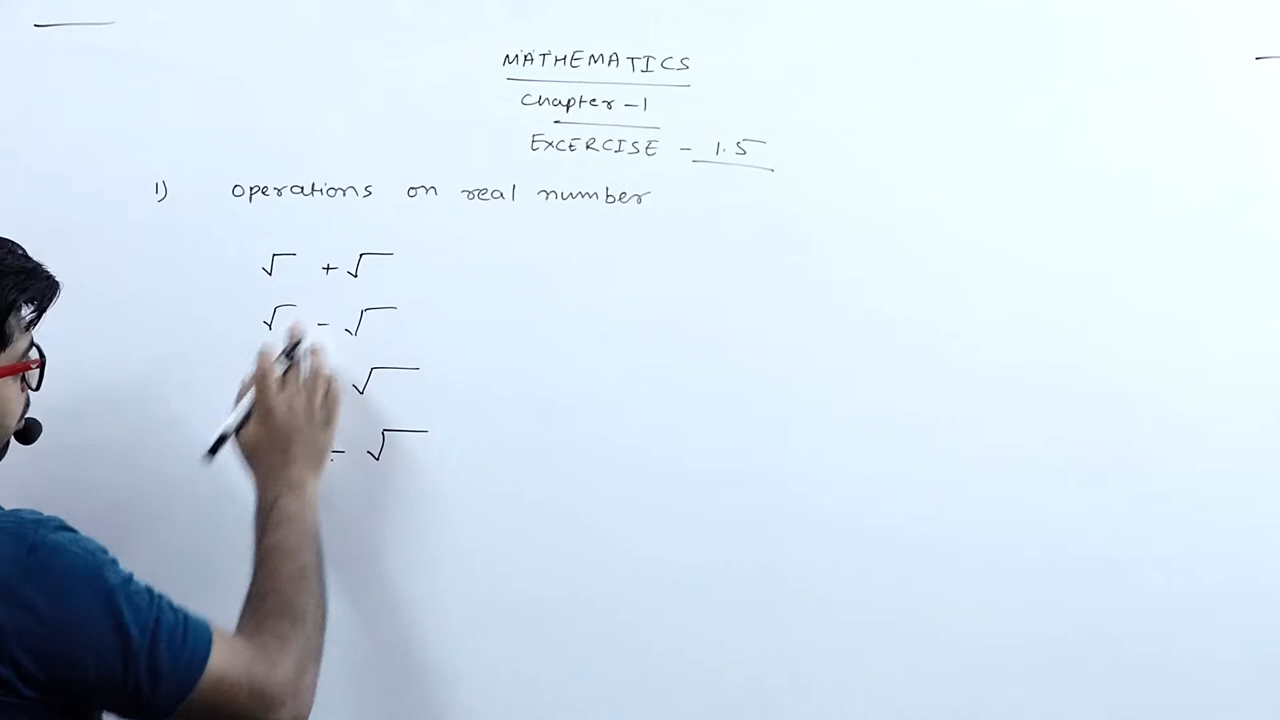 MATHEMATICS
Chapter - 1
EXCERCISE - 1.5
1) operations on real number
√ + √
√ - √
√
÷ √